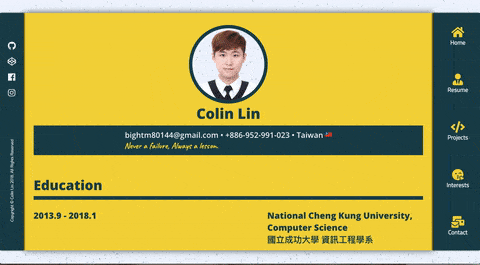 Colin Lin
bightm80144@gmail.com • +886-952-991-023 • Taiwan 🇹🇼
Never a failure, Always a lesson.
Education
2013.9 - 2018.1
National Cheng Kung University,
Computer Science
國立成功大學 資訊工程學系
Home
Resume
Projects
Interests
Contact
Copyright © Colin Lin 2018. All Rights Reserved